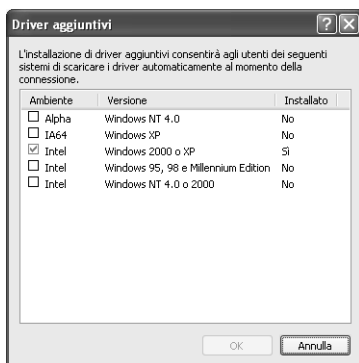 Driver aggiuntivi
L'installazione di driver aggiuntivi consentirà agli utenti dei seguenti
sistemi di scaricare i driver automaticamente al momento della
connessione.
Ambiente Versione Installato
Alpha Windows NT 4.0 No
IA64 Windows XP No
Intel Windows 2000 o XP Sì
Intel Windows 95, 98 e Millennium Edition No
Intel Windows NT 4.0 o 2000 No
OK Annulla